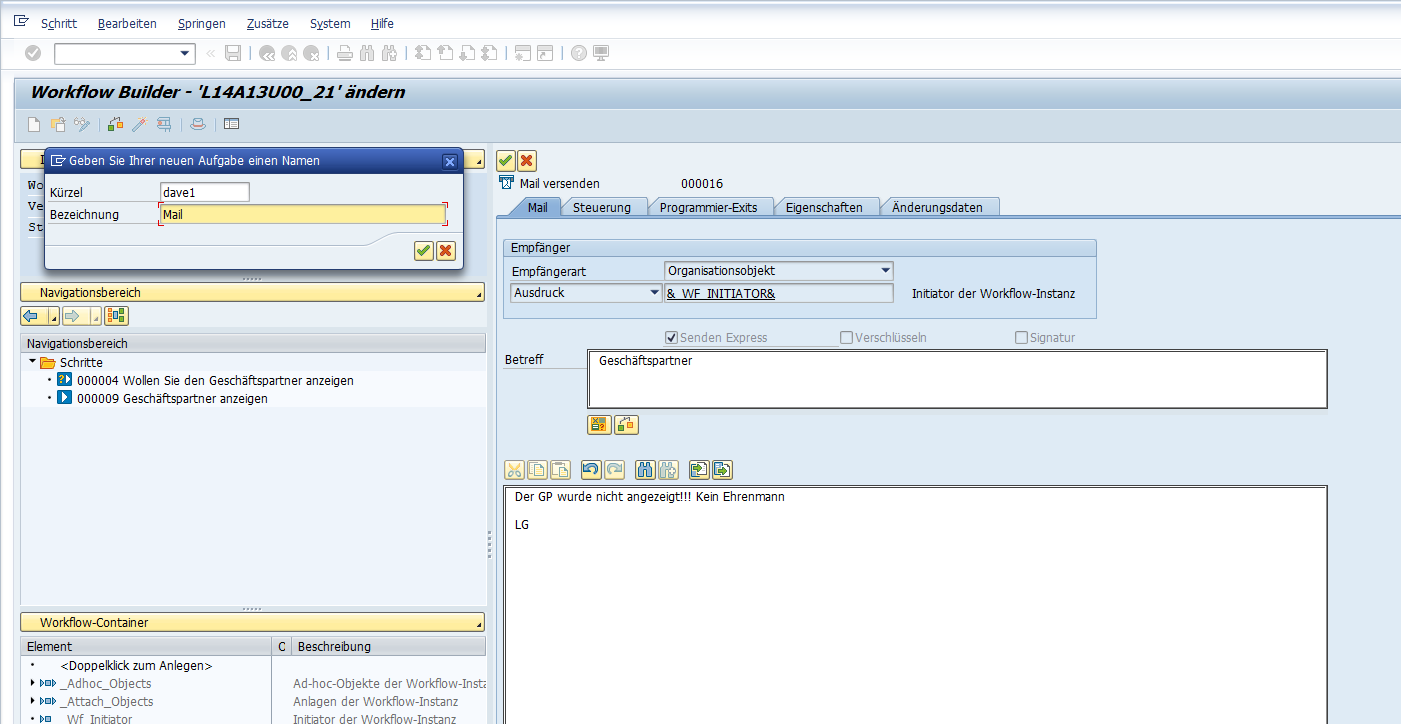 Schritt Bearbeiten Springen Zusätze System Hilfe
Workflow Builder - 'L14A13U00_21' ändern
Geben Sie Ihrer neuen Aufgabe einen Namen
Wo
Kürzel dave1
Ve
Bezeichnung Mail
St
Navigationsbereich
Navigationsbereich
Schritte
000004 Wollen Sie den Geschäftspartner anzeigen
000009 Geschäftspartner anzeigen
Workflow-Container
Element C Beschreibung
<Doppelklick zum Anlegen>
_Adhoc_Objects Ad-hoc-Objekte der Workflow-Insta
_Attach_Objects Anlagen der Workflow-Instanz
_Wf_Initiator Initiator der Workflow-Instanz
Mail versenden 000016
Mail Steuerung Programmier-Exits Eigenschaften Änderungsdaten
Empfänger
Empfängerart Organisationsobjekt
Ausdruck &_WF_INITIATOR& Initiator der Workflow-Instanz
Senden Express Verschlüsseln Signatur
Betreff Geschäftspartner
Der GP wurde nicht angezeigt!!! Kein Ehrenmann
LG